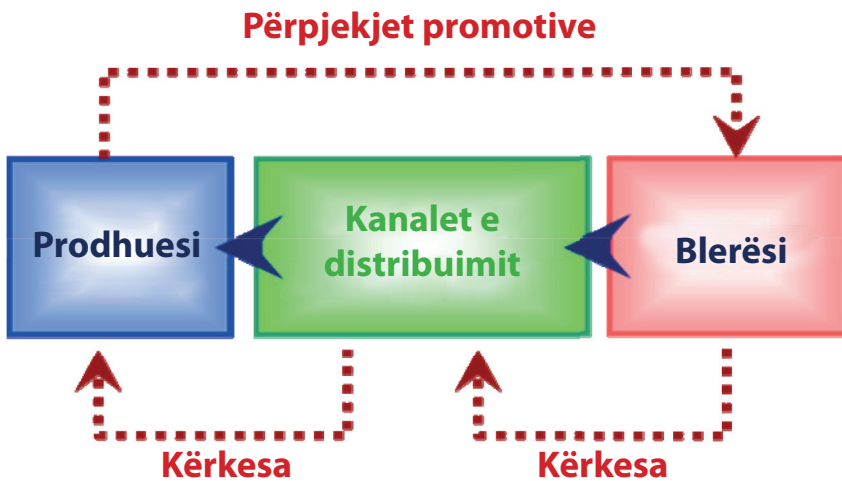 Përpjekjet promotive
Prodhuesi
Kanalet e
distribuimit
Blerësi
Kërkesa
Kërkesa